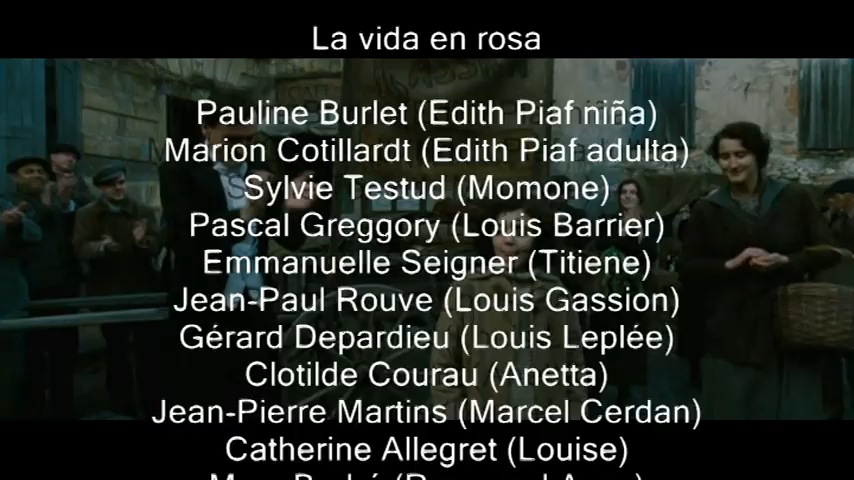 La vida en rosa
Pauline Burlet (Edith Piaf niña)
Marion Cotillardt (Edith Piaf adulta)
Sylvie Testud (Momone)
Pascal Greggory (Louis Barrier)
Emmanuelle Seigner (Titiene)
Jean-Paul Rouve (Louis Gassion)
Gérard Depardieu (Louis Leplée)
Clotilde Courau (Anetta)
Jean-Pierre Martins (Marcel Cerdan)
Catherine Allegret (Louise)